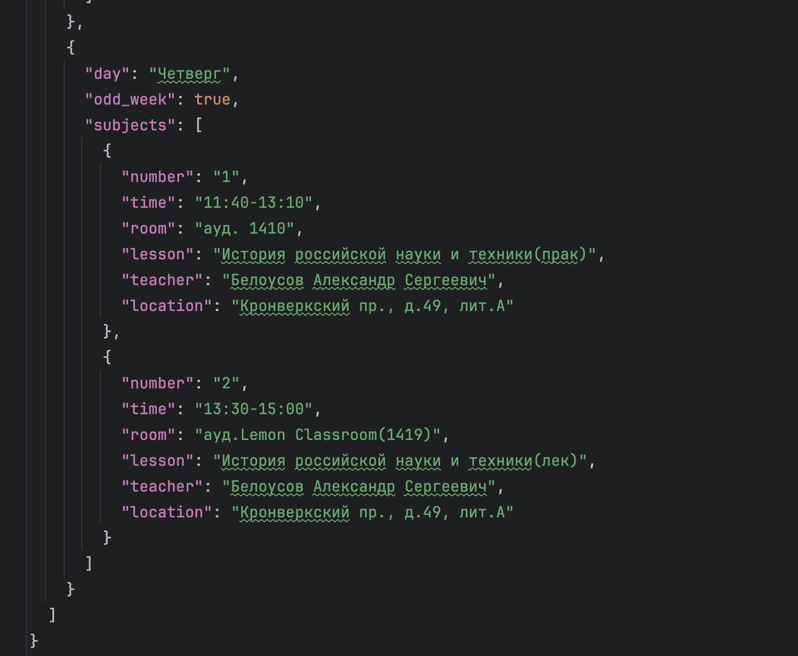 ]
},
{
"day": "Четверг",
"odd_week": true,
"subjects": [
{
"number": "1",
"time": "11:40-13:10",
"room": "ауд. 1410",
"lesson": "История российской науки и техники(прак)",
"teacher": "Белоусов Александр Сергеевич",
"location": "Кронверкский пр., д.49, лит.А"
},
{
"number": "2",
"time": "13:30-15:00",
"room": "ауд.Lemon Classroom(1419)",
"lesson": "История российской науки и техники(лек)",
"teacher": "Белоусов Александр Сергеевич",
"location": "Кронверкский пр., д.49, лит.А"
}
]
}
]
}